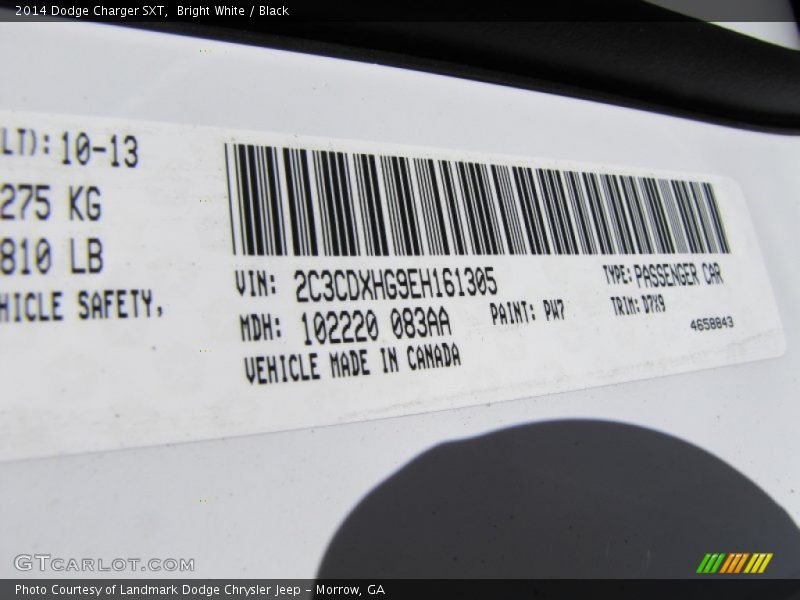 2014 Dodge Charger SXT, Bright White / Black
LT): 10-13
275 KG
810 LB
HICLE SAFETY,
VIN: 2C3CDXHG9EH161305
TYPE: PASSENGER CAR
MDH: 102220 083AA
PAINT: PW7
TRIM: D7X9
VEHICLE MADE IN CANADA
4658843
GTCARLOT.COM
Photo Courtesy of Landmark Dodge Chrysler Jeep - Morrow, GA